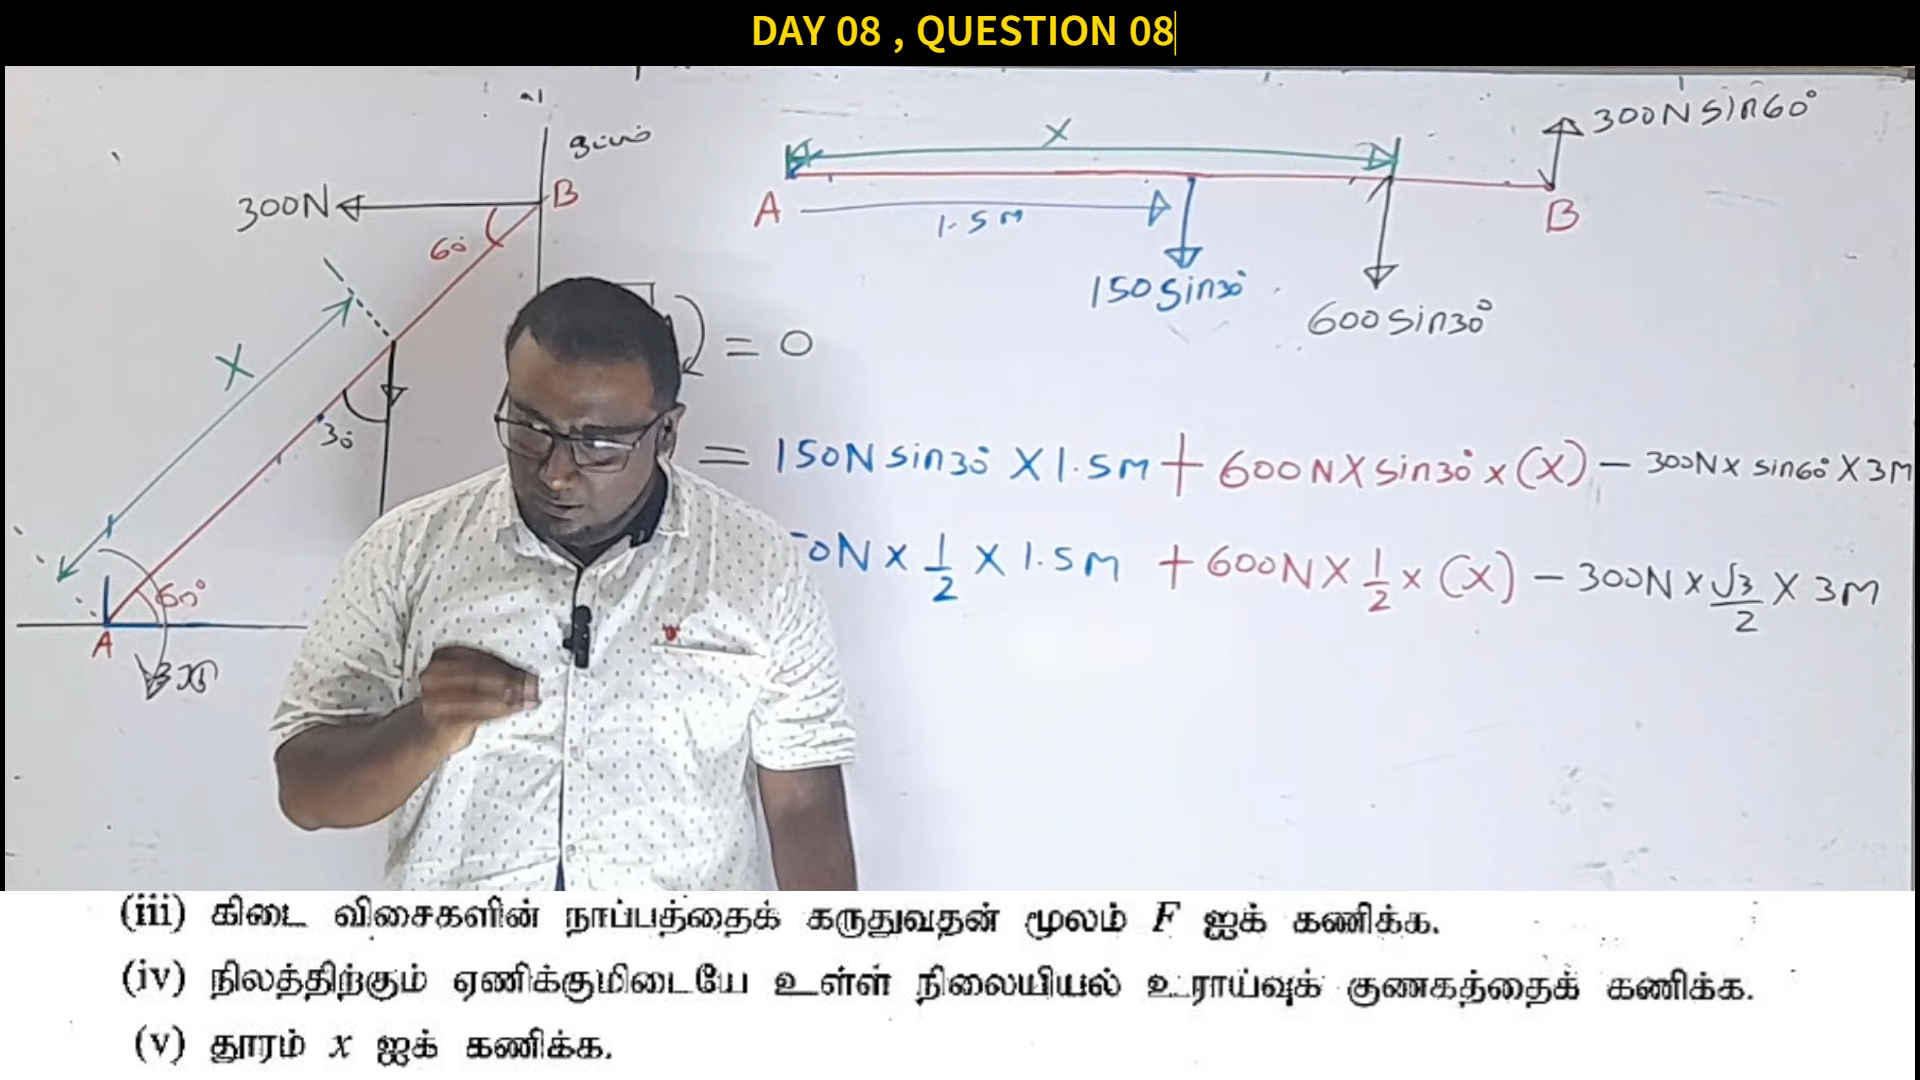 DAY 08 , QUESTION 08
300N
B
60°
X
30°
60°
A
X
300N sin60°
A
1.5 M
B
150 sin30°
600 sin30°
= 0
= 150N sin30° X 1.5M + 600N X sin30° x (X) - 300N x sin60° X 3M
0N X 1/2 X 1.5M + 600N X 1/2 x (X) - 300N x √3/2 X 3M
(iii) கிடை விசைகளின் நாப்பத்தைக் கருதுவதன் மூலம் F ஐக் கணிக்க.
(iv) நிலத்திற்கும் ஏணிக்குமிடையே உள்ள நிலையியல் உராய்வுக் குணகத்தைக் கணிக்க.
(v) தூரம் x ஐக் கணிக்க.